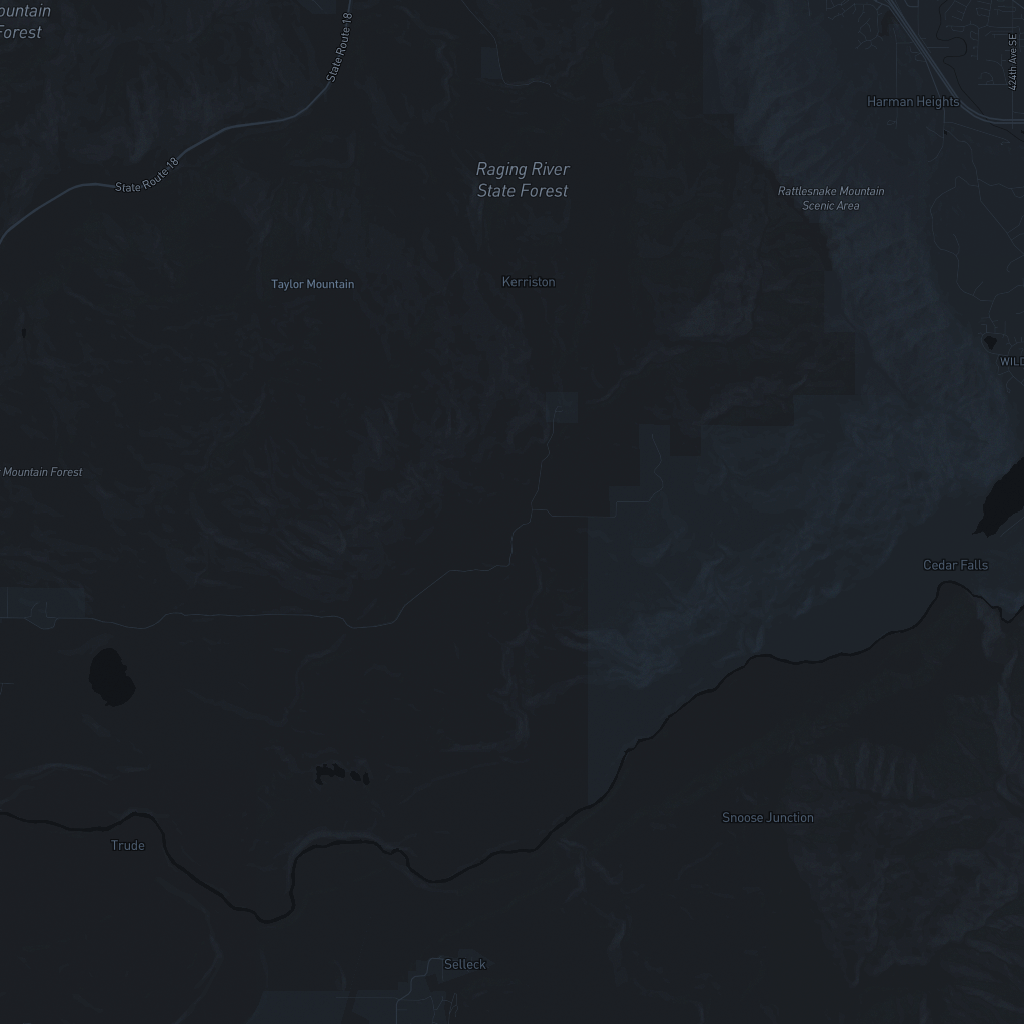 ountain
Forest
State Route 18
424th Ave SE
Harman Heights
State Route 18
Raging River
State Forest
Rattlesnake Mountain
Scenic Area
Taylor Mountain
Kerriston
WILD
Mountain Forest
Cedar Falls
Snoose Junction
Trude
Selleck